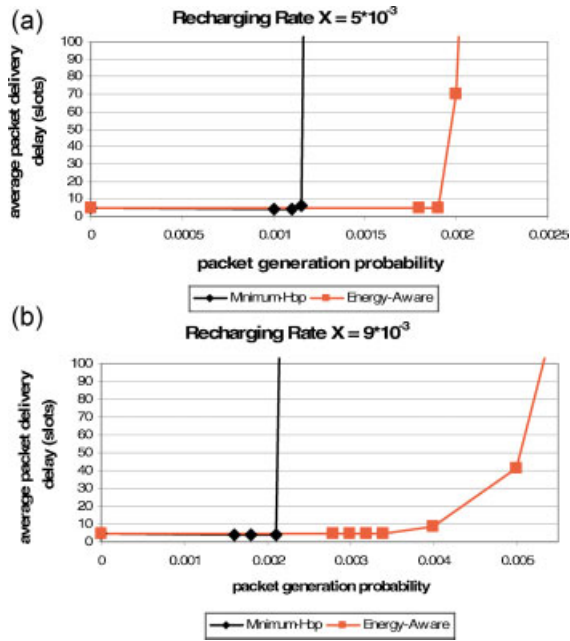 (a)
Recharging Rate X = 5*10-3
average packet delivery
delay (slots)
100
90
80
70
60
50
40
30
20
10
0
0 0.0005 0.001 0.0015 0.002 0.0025
packet generation probability
Minimum-Hop Energy-Aware
(b)
Recharging Rate X = 9*10-3
average packet delivery
delay (slots)
100
90
80
70
60
50
40
30
20
10
0
0 0.001 0.002 0.003 0.004 0.005
packet generation probability
Minimum-Hop Energy-Aware